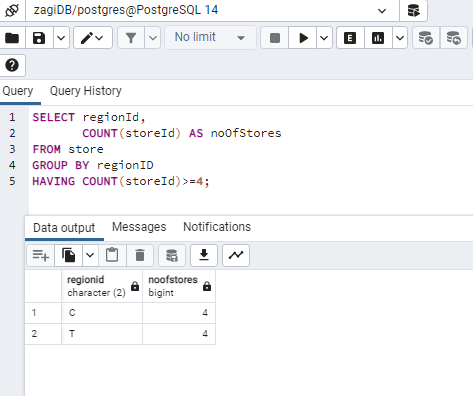 zagiDB/postgres@PostgreSQL 14
No limit
E
Query Query History
1 SELECT regionId,
2 COUNT(storeId) AS noOfStores
3 FROM store
4 GROUP BY regionID
5 HAVING COUNT(storeId)>=4;
Data output Messages Notifications
regionid noofstores
character (2) bigint
1 C 4
2 T 4